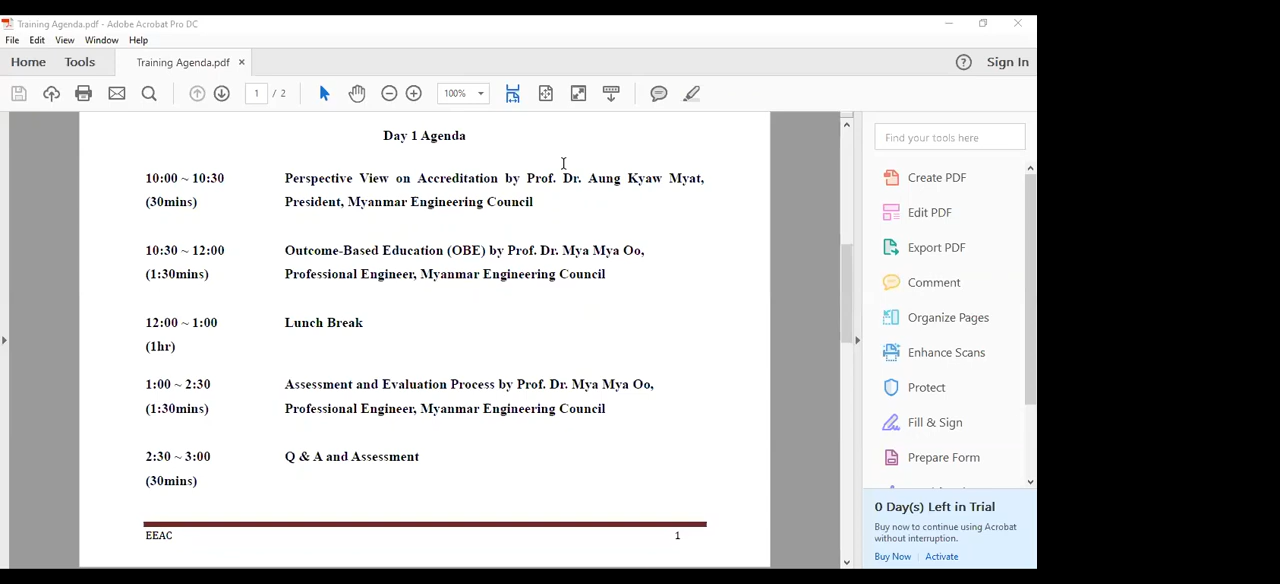 Training Agenda.pdf - Adobe Acrobat Pro DC
File Edit View Window Help
Home Tools Training Agenda.pdf × ? Sign In
1 / 2 100%
Find your tools here
Day 1 Agenda
10:00 ~ 10:30 Perspective View on Accreditation by Prof. Dr. Aung Kyaw Myat,
(30mins) President, Myanmar Engineering Council
10:30 ~ 12:00 Outcome-Based Education (OBE) by Prof. Dr. Mya Mya Oo,
(1:30mins) Professional Engineer, Myanmar Engineering Council
12:00 ~ 1:00 Lunch Break
(1hr)
1:00 ~ 2:30 Assessment and Evaluation Process by Prof. Dr. Mya Mya Oo,
(1:30mins) Professional Engineer, Myanmar Engineering Council
2:30 ~ 3:00 Q & A and Assessment
(30mins)
EEAC 1
Create PDF
Edit PDF
Export PDF
Comment
Organize Pages
Enhance Scans
Protect
Fill & Sign
Prepare Form
0 Day(s) Left in Trial
Buy now to continue using Acrobat
without interruption.
Buy Now Activate